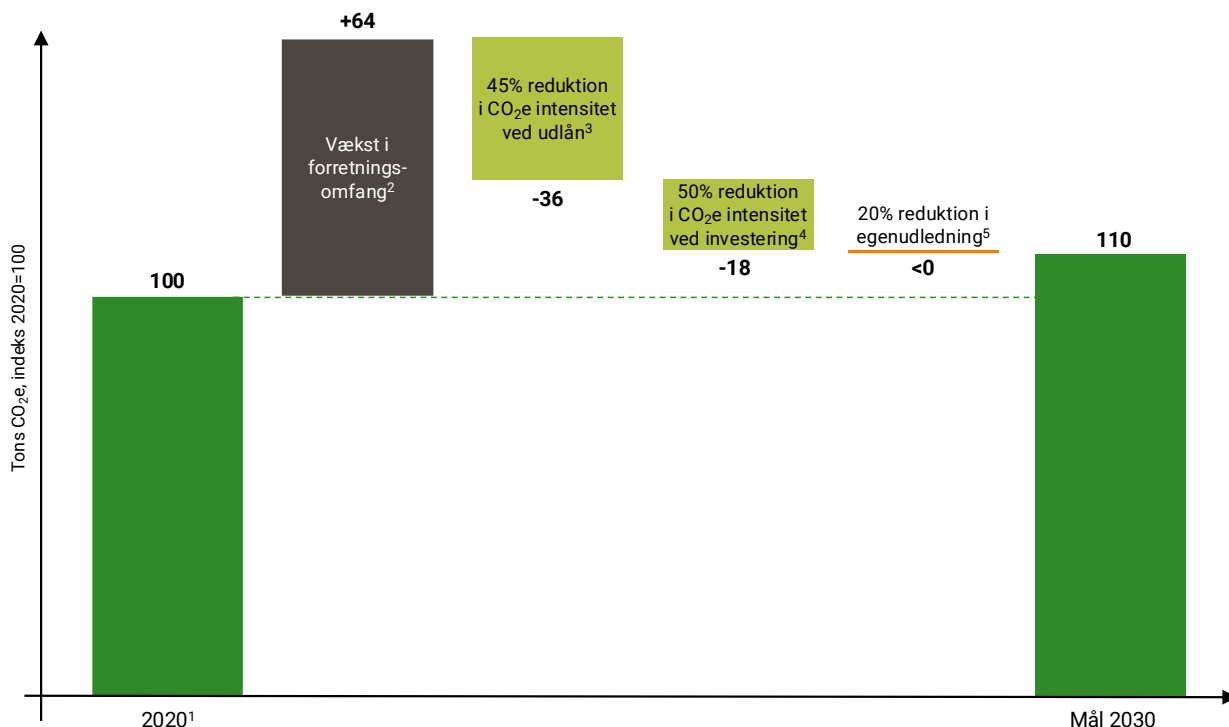 +64
45% reduktion
i CO₂e intensitet
ved udlån³
Vækst i
forretnings-
omfang²
-36
50% reduktion
i CO₂e intensitet
ved investering⁴
-18
20% reduktion i
egenudledning⁵
<0
110
100
Tons CO₂e, indeks 2020=100
2020¹
Mål 2030